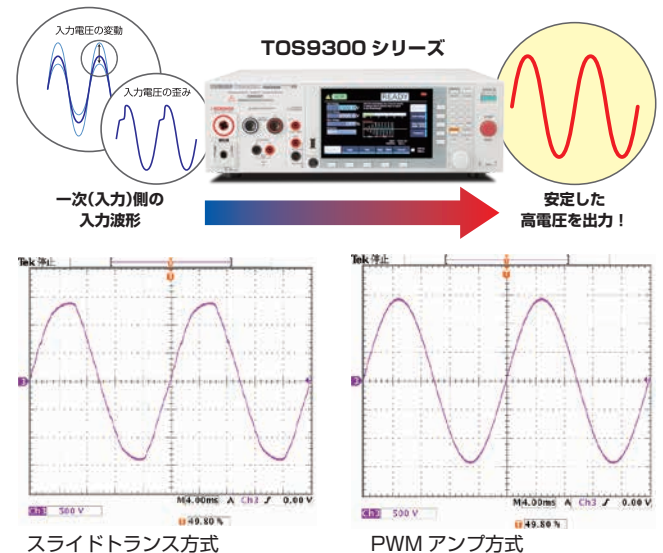 入力電圧の変動
入力電圧の歪み
TOS9300 シリーズ
READY
一次(入力)側の
入力波形
安定した
高電圧を出力！
Tek 停止
3
M4.00ms A Ch3 0.00 V
Ch3 500 V
49.80 %
スライドトランス方式
Tek 停止
3
M4.00ms A Ch3 0.00 V
Ch3 500 V
49.80 %
PWM アンプ方式